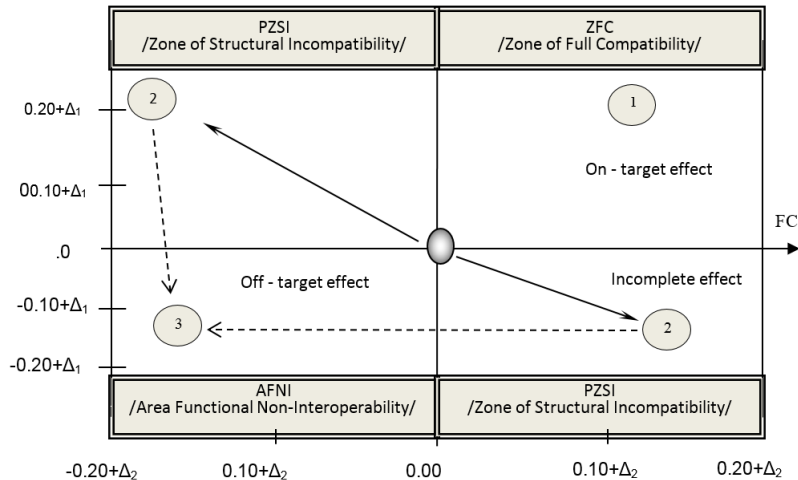 PZSI
/Zone of Structural Incompatibility/
ZFC
/Zone of Full Compatibility/
0.20+Δ₁
2
1
On - target effect
00.10+Δ₁
FC
.0
Off - target effect
Incomplete effect
-0.10+Δ₁
3
2
-0.20+Δ₁
AFNI
/Area Functional Non-Interoperability/
PZSI
/Zone of Structural Incompatibility/
-0.20+Δ₂
0.10+Δ₂
0.00
0.10+Δ₂
0.20+Δ₂